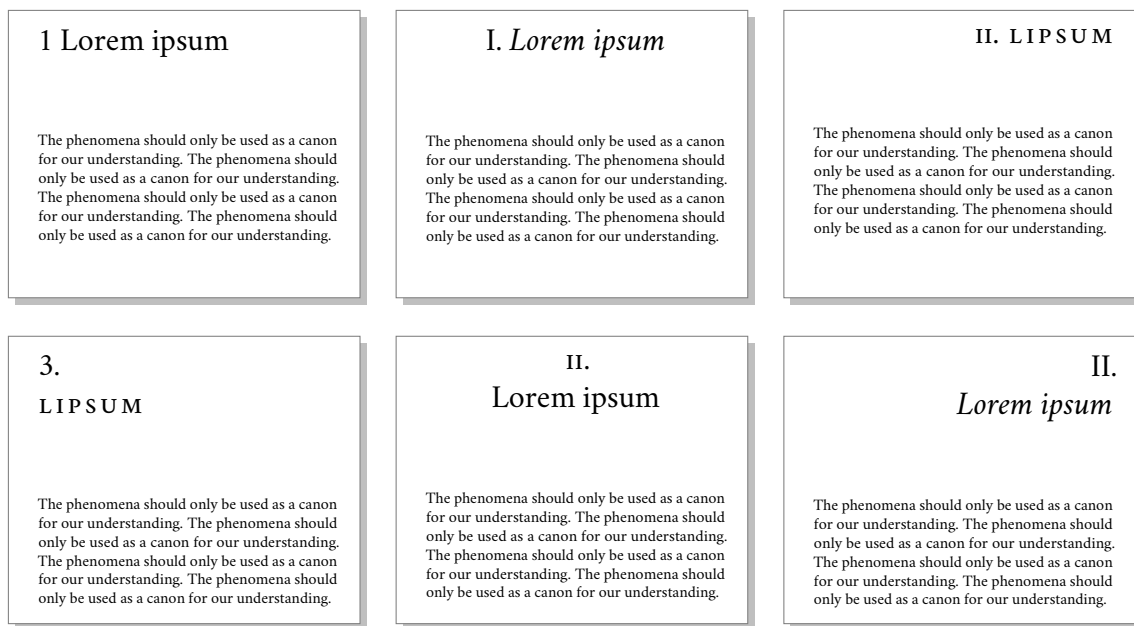 1 Lorem ipsum
The phenomena should only be used as a canon
for our understanding. The phenomena should
only be used as a canon for our understanding.
The phenomena should only be used as a canon
for our understanding. The phenomena should
only be used as a canon for our understanding.
I. Lorem ipsum
The phenomena should only be used as a canon
for our understanding. The phenomena should
only be used as a canon for our understanding.
The phenomena should only be used as a canon
for our understanding. The phenomena should
only be used as a canon for our understanding.
II. LIPSUM
The phenomena should only be used as a canon
for our understanding. The phenomena should
only be used as a canon for our understanding.
The phenomena should only be used as a canon
for our understanding. The phenomena should
only be used as a canon for our understanding.
3.
LIPSUM
The phenomena should only be used as a canon
for our understanding. The phenomena should
only be used as a canon for our understanding.
The phenomena should only be used as a canon
for our understanding. The phenomena should
only be used as a canon for our understanding.
II.
Lorem ipsum
The phenomena should only be used as a canon
for our understanding. The phenomena should
only be used as a canon for our understanding.
The phenomena should only be used as a canon
for our understanding. The phenomena should
only be used as a canon for our understanding.
II.
Lorem ipsum
The phenomena should only be used as a canon
for our understanding. The phenomena should
only be used as a canon for our understanding.
The phenomena should only be used as a canon
for our understanding. The phenomena should
only be used as a canon for our understanding.